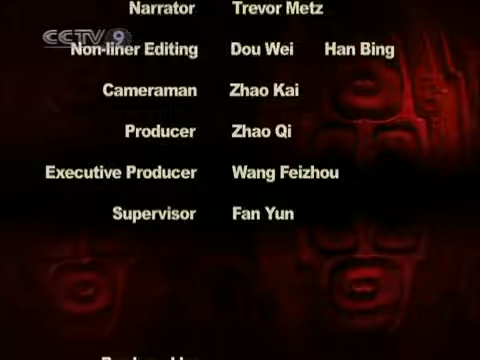 Narrator Trevor Metz
CCTV 9
Non-liner Editing Dou Wei Han Bing
Cameraman Zhao Kai
Producer Zhao Qi
Executive Producer Wang Feizhou
Supervisor Fan Yun